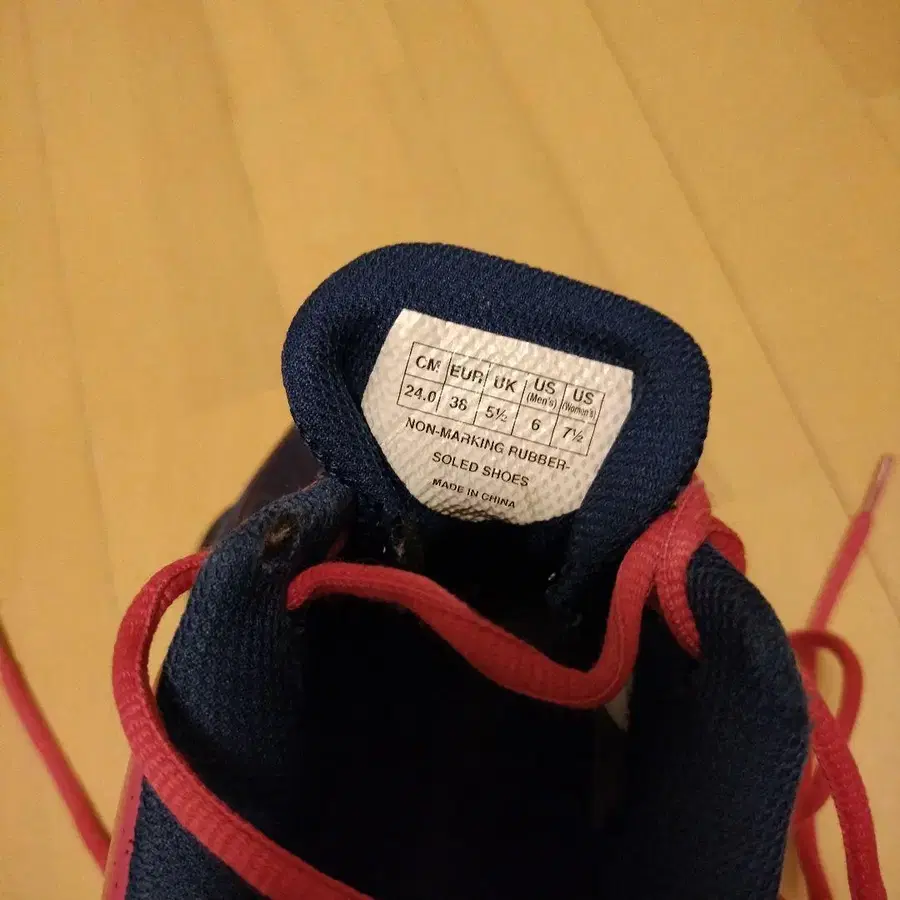 CM EUR UK US (Men's) US (Women's)
24.0 38 5½ 6 7½
NON-MARKING RUBBER-
SOLED SHOES
MADE IN CHINA